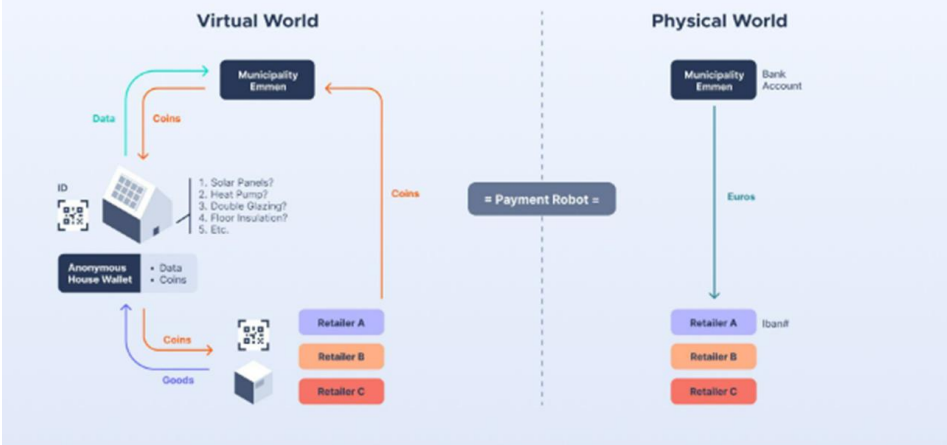 Virtual World
Physical World
Municipality
Emmen
Municipality
Emmen
Bank
Account
Data
Coins
ID
1. Solar Panels?
2. Heat Pump?
3. Double Glazing?
4. Floor Insulation?
5. Etc.
Coins
= Payment Robot =
Euros
Anonymous
House Wallet
• Data
• Coins
Coins
Goods
Retailer A
Retailer B
Retailer C
Retailer A
Iban#
Retailer B
Retailer C